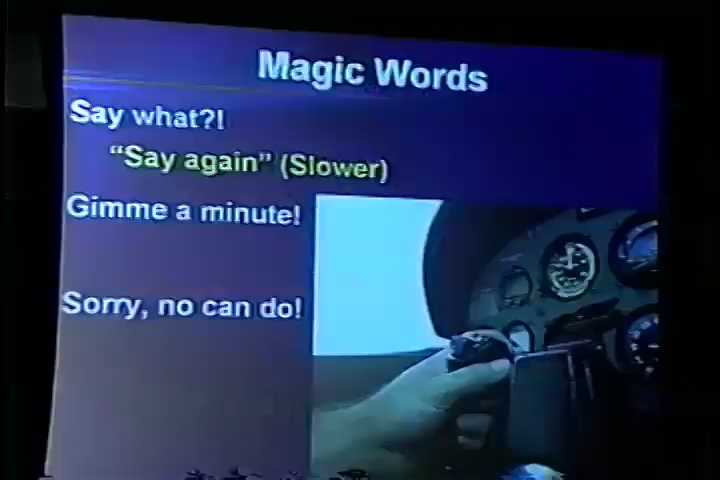 Magic Words
Say what?!
“Say again” (Slower)
Gimme a minute!
Sorry, no can do!